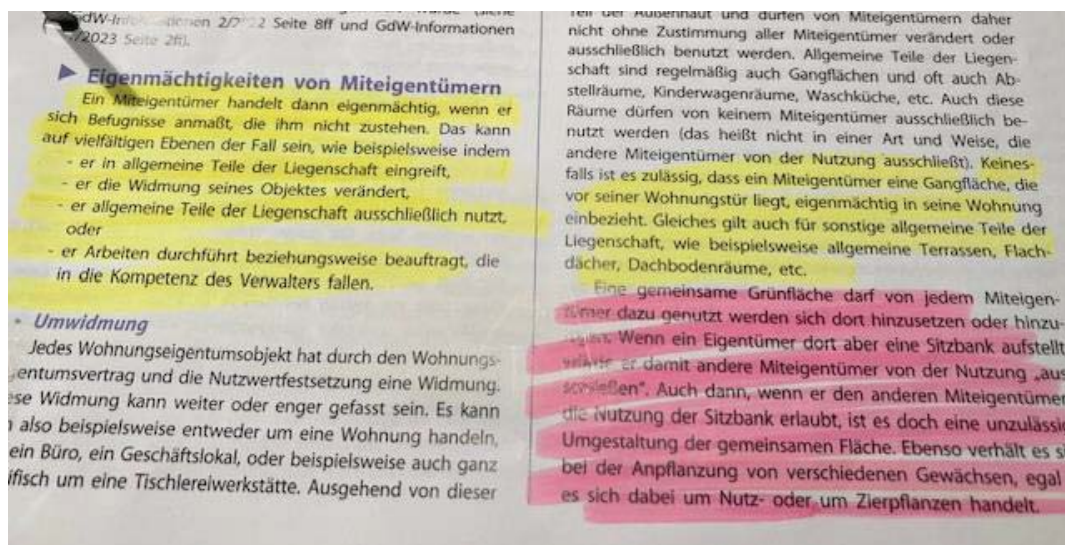 GdW-Informationen 2/2022 Seite 8ff und GdW-Informationen
/2023 Seite 2ff).
▶ Eigenmächtigkeiten von Miteigentümern
Ein Miteigentümer handelt dann eigenmächtig, wenn er
sich Befugnisse anmaßt, die ihm nicht zustehen. Das kann
auf vielfältigen Ebenen der Fall sein, wie beispielsweise indem
- er in allgemeine Teile der Liegenschaft eingreift,
- er die Widmung seines Objektes verändert,
- er allgemeine Teile der Liegenschaft ausschließlich nutzt,
oder
- er Arbeiten durchführt beziehungsweise beauftragt, die
in die Kompetenz des Verwalters fallen.
• Umwidmung
Jedes Wohnungseigentumsobjekt hat durch den Wohnungs-
entumsvertrag und die Nutzwertfestsetzung eine Widmung.
se Widmung kann weiter oder enger gefasst sein. Es kann
also beispielsweise entweder um eine Wohnung handeln,
ein Büro, ein Geschäftslokal, oder beispielsweise auch ganz
ifisch um eine Tischlereiwerkstätte. Ausgehend von dieser
Teil der Außenhaut und dürfen von Miteigentümern daher
nicht ohne Zustimmung aller Miteigentümer verändert oder
ausschließlich benutzt werden. Allgemeine Teile der Liegen-
schaft sind regelmäßig auch Gangflächen und oft auch Ab-
stellräume, Kinderwagenräume, Waschküche, etc. Auch diese
Räume dürfen von keinem Miteigentümer ausschließlich be-
nutzt werden (das heißt nicht in einer Art und Weise, die
andere Miteigentümer von der Nutzung ausschließt). Keines-
falls ist es zulässig, dass ein Miteigentümer eine Gangfläche, die
vor seiner Wohnungstür liegt, eigenmächtig in seine Wohnung
einbezieht. Gleiches gilt auch für sonstige allgemeine Teile der
Liegenschaft, wie beispielsweise allgemeine Terrassen, Flach-
dächer, Dachbodenräume, etc.
Eine gemeinsame Grünfläche darf von jedem Miteigen-
tümer dazu genutzt werden sich dort hinzusetzen oder hinzu-
legen. Wenn ein Eigentümer dort aber eine Sitzbank aufstellt
würde er damit andere Miteigentümer von der Nutzung „aus
schließen“. Auch dann, wenn er den anderen Miteigentümer
die Nutzung der Sitzbank erlaubt, ist es doch eine unzulässi
Umgestaltung der gemeinsamen Fläche. Ebenso verhält es si
bei der Anpflanzung von verschiedenen Gewächsen, egal
es sich dabei um Nutz- oder um Zierpflanzen handelt.